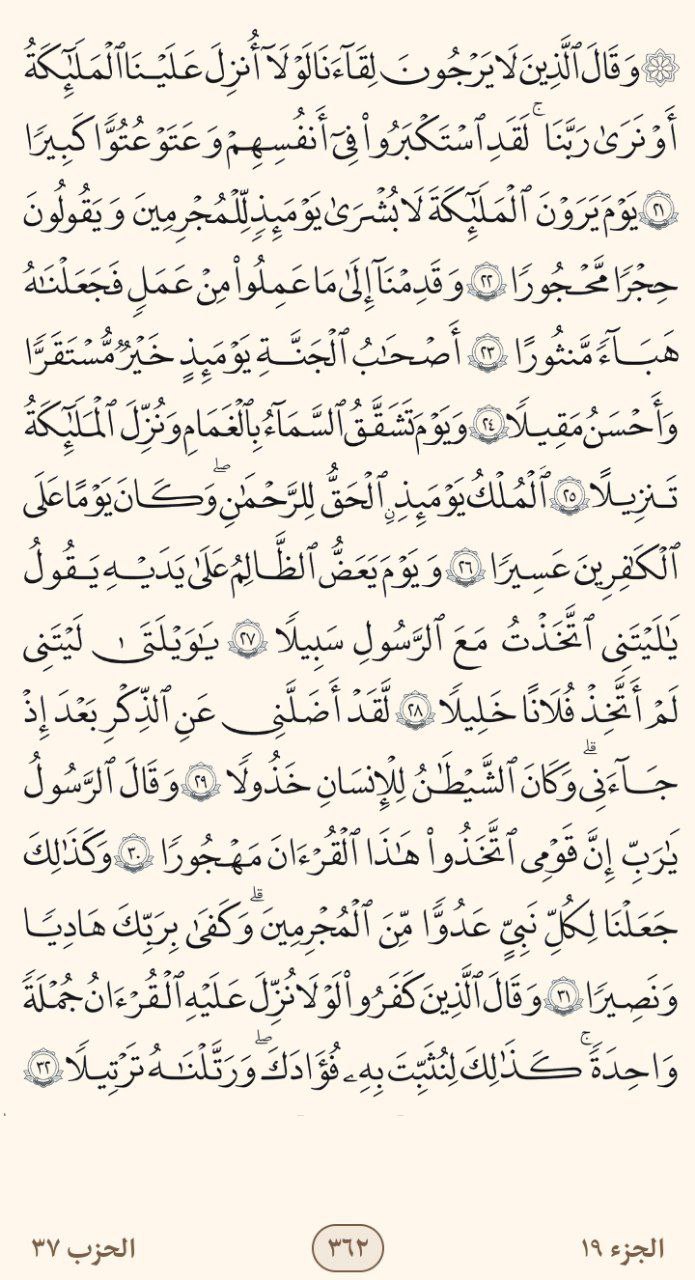 ۞ وَقَالَ ٱلَّذِينَ لَا يَرْجُونَ لِقَآءَنَا لَوْلَآ أُنزِلَ عَلَيْنَا ٱلْمَلَٰٓئِكَةُ
أَوْ نَرَىٰ رَبَّنَا ۗ لَقَدِ ٱسْتَكْبَرُوا۟ فِىٓ أَنفُسِهِمْ وَعَتَوْ عُتُوًّا كَبِيرًا
٢١ يَوْمَ يَرَوْنَ ٱلْمَلَٰٓئِكَةَ لَا بُشْرَىٰ يَوْمَئِذٍ لِّلْمُجْرِمِينَ وَيَقُولُونَ
حِجْرًا مَّحْجُورًا ٢٢ وَقَدِمْنَآ إِلَىٰ مَا عَمِلُوا۟ مِنْ عَمَلٍ فَجَعَلْنَٰهُ
هَبَآءً مَّنثُورًا ٢٣ أَصْحَٰبُ ٱلْجَنَّةِ يَوْمَئِذٍ خَيْرٌ مُّسْتَقَرًّا
وَأَحْسَنُ مَقِيلًا ٢٤ وَيَوْمَ تَشَقَّقُ ٱلسَّمَآءُ بِٱلْغَمَٰمِ وَنُزِّلَ ٱلْمَلَٰٓئِكَةُ
تَنزِيلًا ٢٥ ٱلْمُلْكُ يَوْمَئِذٍ ٱلْحَقُّ لِلرَّحْمَٰنِ ۖ وَكَانَ يَوْمًا عَلَى
ٱلْكَٰفِرِينَ عَسِيرًا ٢٦ وَيَوْمَ يَعَضُّ ٱلظَّالِمُ عَلَىٰ يَدَيْهِ يَقُولُ
يَٰلَيْتَنِى ٱتَّخَذْتُ مَعَ ٱلرَّسُولِ سَبِيلًا ٢٧ يَٰوَيْلَتَىٰ لَيْتَنِى
لَمْ أَتَّخِذْ فُلَانًا خَلِيلًا ٢٨ لَّقَدْ أَضَلَّنِى عَنِ ٱلذِّكْرِ بَعْدَ إِذْ
جَآءَنِى ۗ وَكَانَ ٱلشَّيْطَٰنُ لِلْإِنسَٰنِ خَذُولًا ٢٩ وَقَالَ ٱلرَّسُولُ
يَٰرَبِّ إِنَّ قَوْمِى ٱتَّخَذُوا۟ هَٰذَا ٱلْقُرْءَانَ مَهْجُورًا ٣٠ وَكَذَٰلِكَ
جَعَلْنَا لِكُلِّ نَبِىٍّ عَدُوًّا مِّنَ ٱلْمُجْرِمِينَ ۗ وَكَفَىٰ بِرَبِّكَ هَادِيًا
وَنَصِيرًا ٣١ وَقَالَ ٱلَّذِينَ كَفَرُوا۟ لَوْلَا نُزِّلَ عَلَيْهِ ٱلْقُرْءَانُ جُمْلَةً
وَٰحِدَةً ۚ كَذَٰلِكَ لِنُثَبِّتَ بِهِۦ فُؤَادَكَ ۖ وَرَتَّلْنَٰهُ تَرْتِيلًا ٣٢
الجزء ١٩ ٣٦٢ الحزب ٣٧